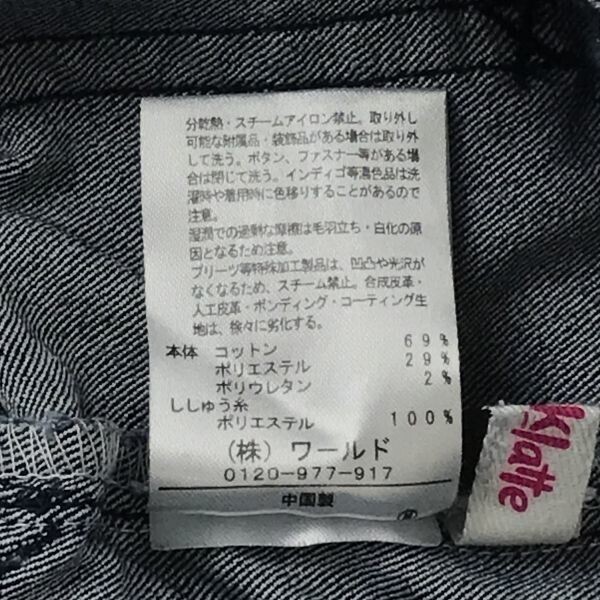 分乾熱・スチームアイロン禁止。取り外し
可能な附属品・装飾品がある場合は取り外
して洗う。ボタン、ファスナー等がある場
合は閉じて洗う。インディゴ等濃色品は洗
濯時や着用時に色移りすることがあるので
注意。
湿潤での過剰な摩擦は毛羽立ち・白化の原
因となるため注意。
プリーツ等特殊加工製品は、凹凸や光沢が
なくなるため、スチーム禁止。合成皮革・
人工皮革・ボンディング・コーティング生
地は、徐々に劣化する。
本体 コットン 69%
ポリエステル 29%
ポリウレタン 2%
ししゅう糸
ポリエステル 100%
(株) ワールド
0120-977-917
中国製
klatte